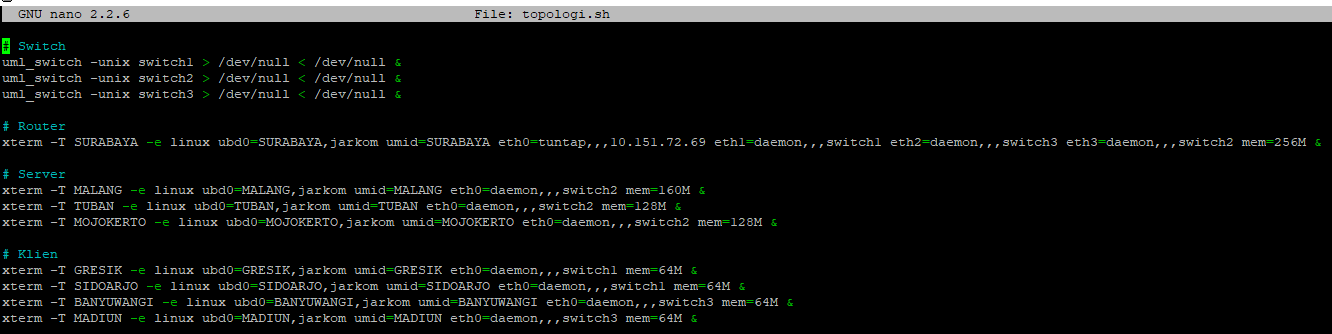 GNU nano 2.2.6 File: topologi.sh
# Switch
uml_switch -unix switch1 > /dev/null < /dev/null &
uml_switch -unix switch2 > /dev/null < /dev/null &
uml_switch -unix switch3 > /dev/null < /dev/null &
# Router
xterm -T SURABAYA -e linux ubd0=SURABAYA,jarkom umid=SURABAYA eth0=tuntap,,,10.151.72.69 eth1=daemon,,,switch1 eth2=daemon,,,switch3 eth3=daemon,,,switch2 mem=256M &
# Server
xterm -T MALANG -e linux ubd0=MALANG,jarkom umid=MALANG eth0=daemon,,,switch2 mem=160M &
xterm -T TUBAN -e linux ubd0=TUBAN,jarkom umid=TUBAN eth0=daemon,,,switch2 mem=128M &
xterm -T MOJOKERTO -e linux ubd0=MOJOKERTO,jarkom umid=MOJOKERTO eth0=daemon,,,switch2 mem=128M &
# Klien
xterm -T GRESIK -e linux ubd0=GRESIK,jarkom umid=GRESIK eth0=daemon,,,switch1 mem=64M &
xterm -T SIDOARJO -e linux ubd0=SIDOARJO,jarkom umid=SIDOARJO eth0=daemon,,,switch1 mem=64M &
xterm -T BANYUWANGI -e linux ubd0=BANYUWANGI,jarkom umid=BANYUWANGI eth0=daemon,,,switch3 mem=64M &
xterm -T MADIUN -e linux ubd0=MADIUN,jarkom umid=MADIUN eth0=daemon,,,switch3 mem=64M &